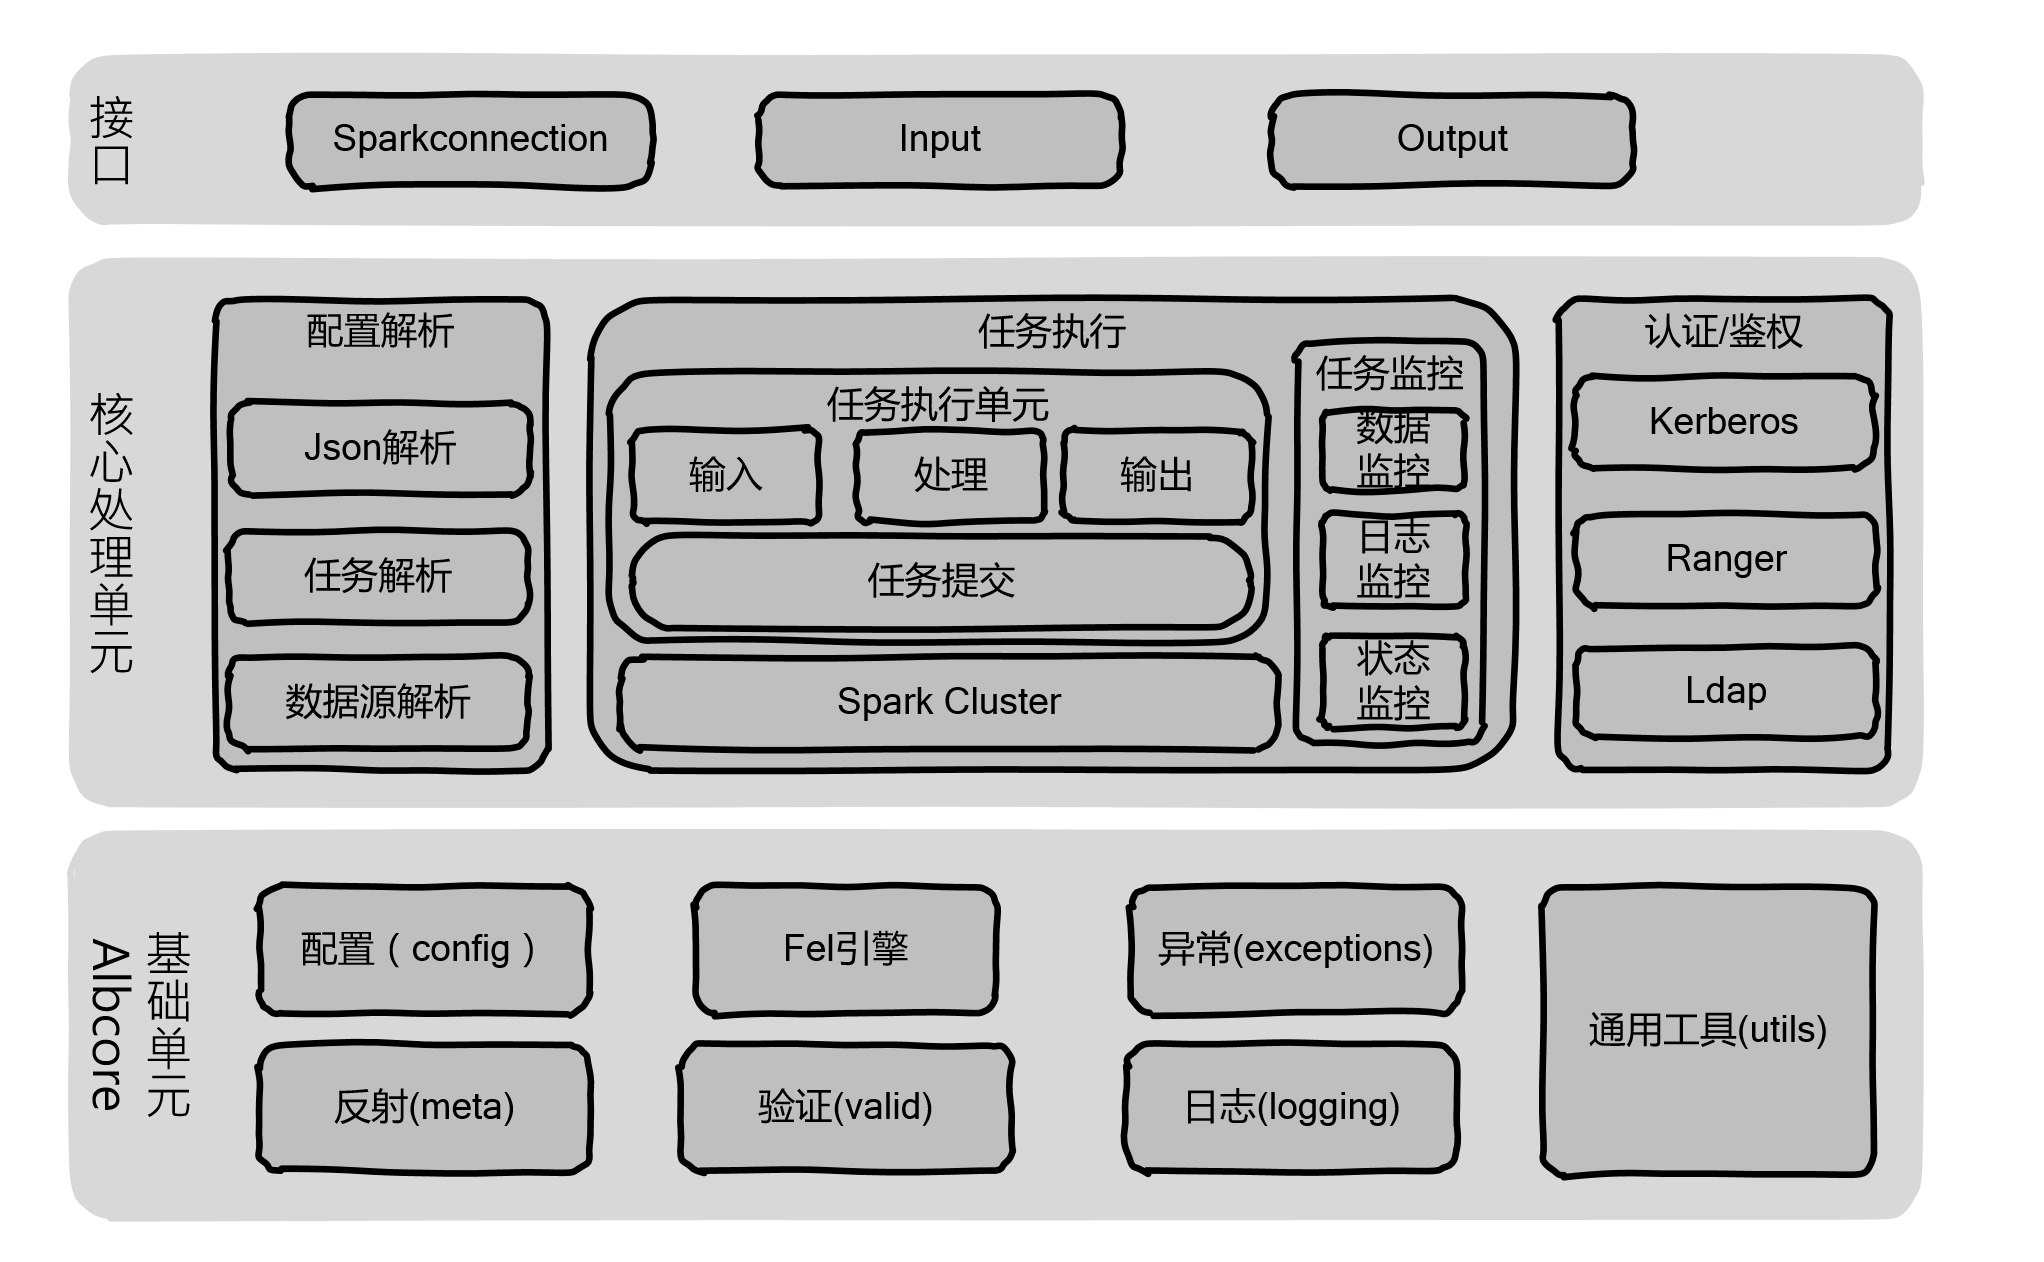 接口
Sparkconnection
Input
Output
核心处理单元
配置解析
Json解析
任务解析
数据源解析
任务执行
任务执行单元
输入
处理
输出
任务提交
Spark Cluster
任务监控
数据
监控
日志
监控
状态
监控
认证/鉴权
Kerberos
Ranger
Ldap
基础单元
Albcore
配置（config）
Fel引擎
异常(exceptions)
通用工具(utils)
反射(meta)
验证(valid)
日志(logging)